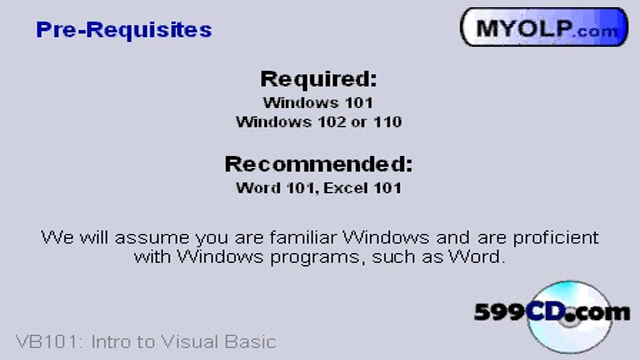 Pre-Requisites
MYOLP.com
Required:
Windows 101
Windows 102 or 110
Recommended:
Word 101, Excel 101
We will assume you are familiar Windows and are proficient
with Windows programs, such as Word.
599CD.com
VB101: Intro to Visual Basic